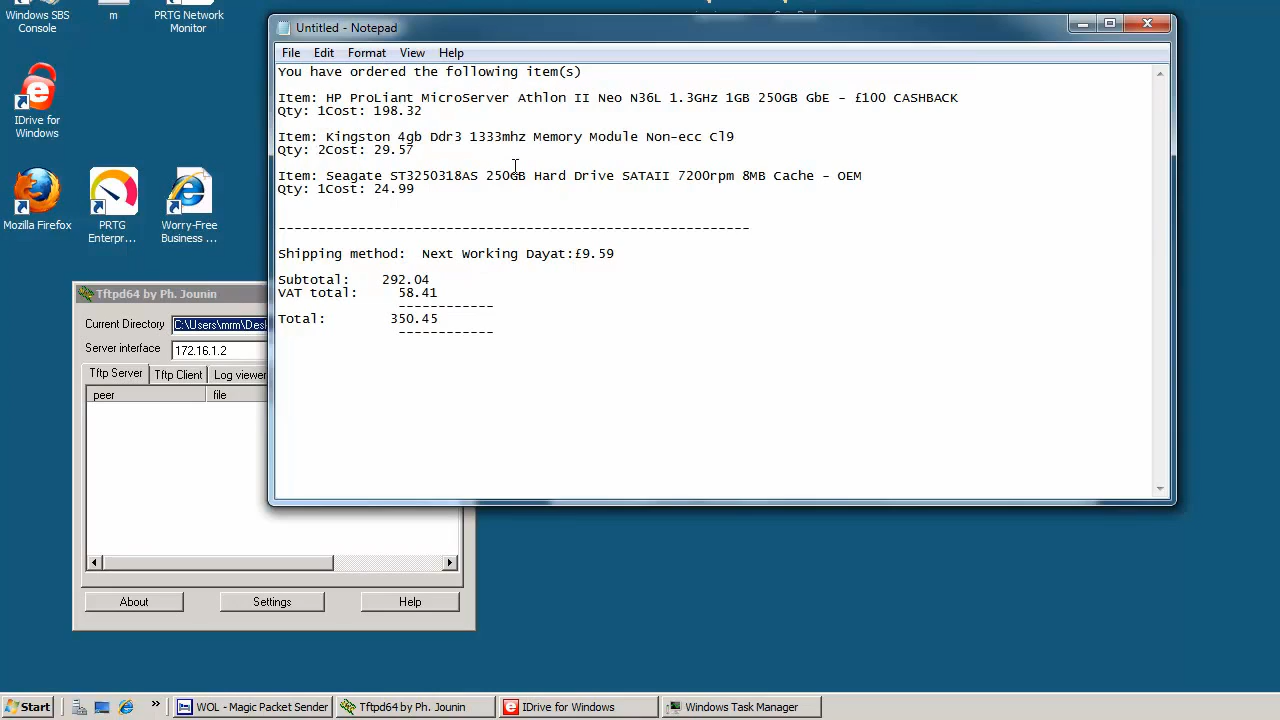 Windows SBS
Console
m
PRTG Network
Monitor
IDrive for
Windows
Mozilla Firefox
PRTG
Enterpr...
Worry-Free
Business ...
Untitled - Notepad
File Edit Format View Help
You have ordered the following item(s)
Item: HP ProLiant MicroServer Athlon II Neo N36L 1.3GHz 1GB 250GB GbE - £100 CASHBACK
Qty: 1Cost: 198.32
Item: Kingston 4gb Ddr3 1333mhz Memory Module Non-ecc Cl9
Qty: 2Cost: 29.57
Item: Seagate ST3250318AS 250GB Hard Drive SATAII 7200rpm 8MB Cache - OEM
Qty: 1Cost: 24.99
-----------------------------------------------------------
Shipping method:  Next Working Dayat:£9.59
Subtotal:    292.04
VAT total:     58.41
------------
Total:        350.45
------------
Tftpd64 by Ph. Jounin
Current Directory C:\Users\mrm\Desk
Server interface 172.16.1.2
Tftp Server Tftp Client Log viewer
peer file
About Settings Help
Start » WOL - Magic Packet Sender Tftpd64 by Ph. Jounin IDrive for Windows Windows Task Manager